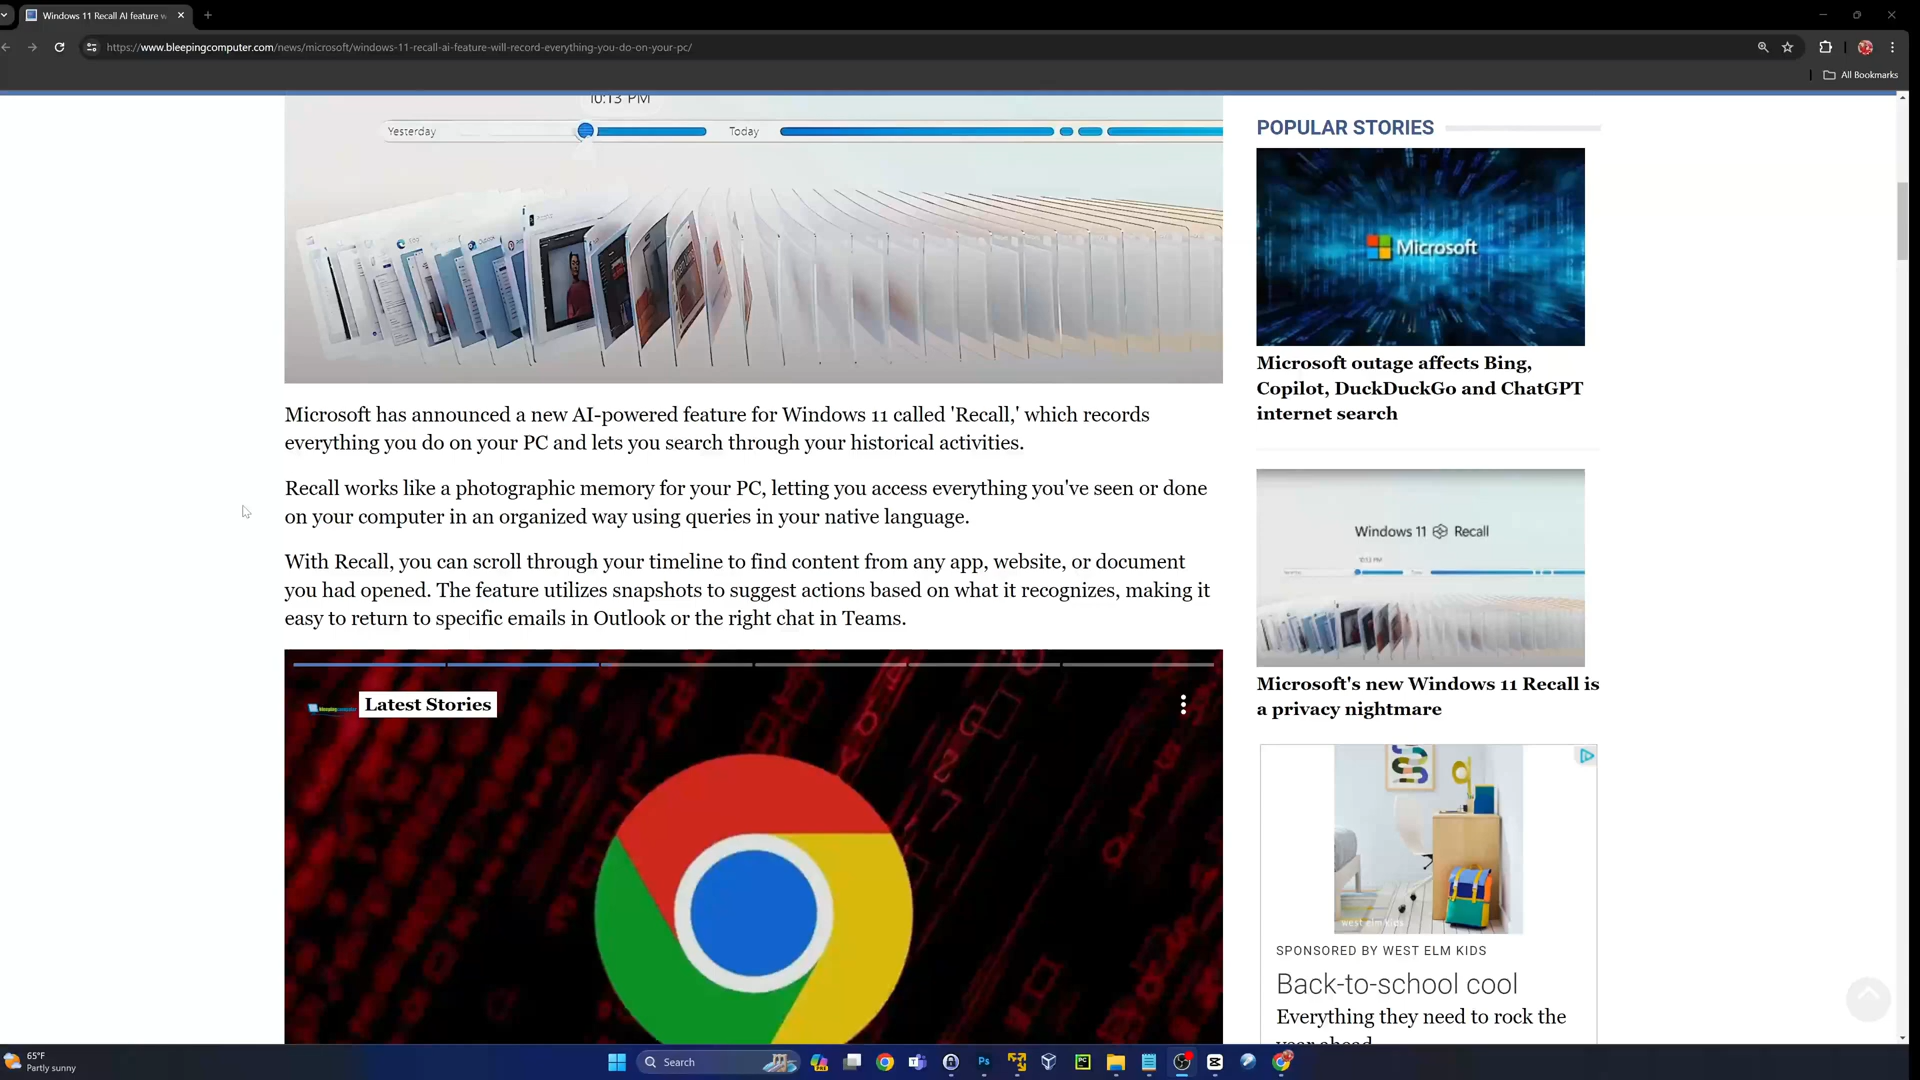 Windows 11 Recall AI feature w
https://www.bleepingcomputer.com/news/microsoft/windows-11-recall-ai-feature-will-record-everything-you-do-on-your-pc/
All Bookmarks
10:13 PM
Yesterday
Today
Microsoft has announced a new AI-powered feature for Windows 11 called 'Recall,' which records
everything you do on your PC and lets you search through your historical activities.
Recall works like a photographic memory for your PC, letting you access everything you've seen or done
on your computer in an organized way using queries in your native language.
With Recall, you can scroll through your timeline to find content from any app, website, or document
you had opened. The feature utilizes snapshots to suggest actions based on what it recognizes, making it
easy to return to specific emails in Outlook or the right chat in Teams.
Latest Stories
POPULAR STORIES
Microsoft
Microsoft outage affects Bing,
Copilot, DuckDuckGo and ChatGPT
internet search
Windows 11 Recall
10:13 PM
Microsoft's new Windows 11 Recall is
a privacy nightmare
west elm kids
SPONSORED BY WEST ELM KIDS
Back-to-school cool
Everything they need to rock the
year ahead.
65°F
Partly sunny
Search